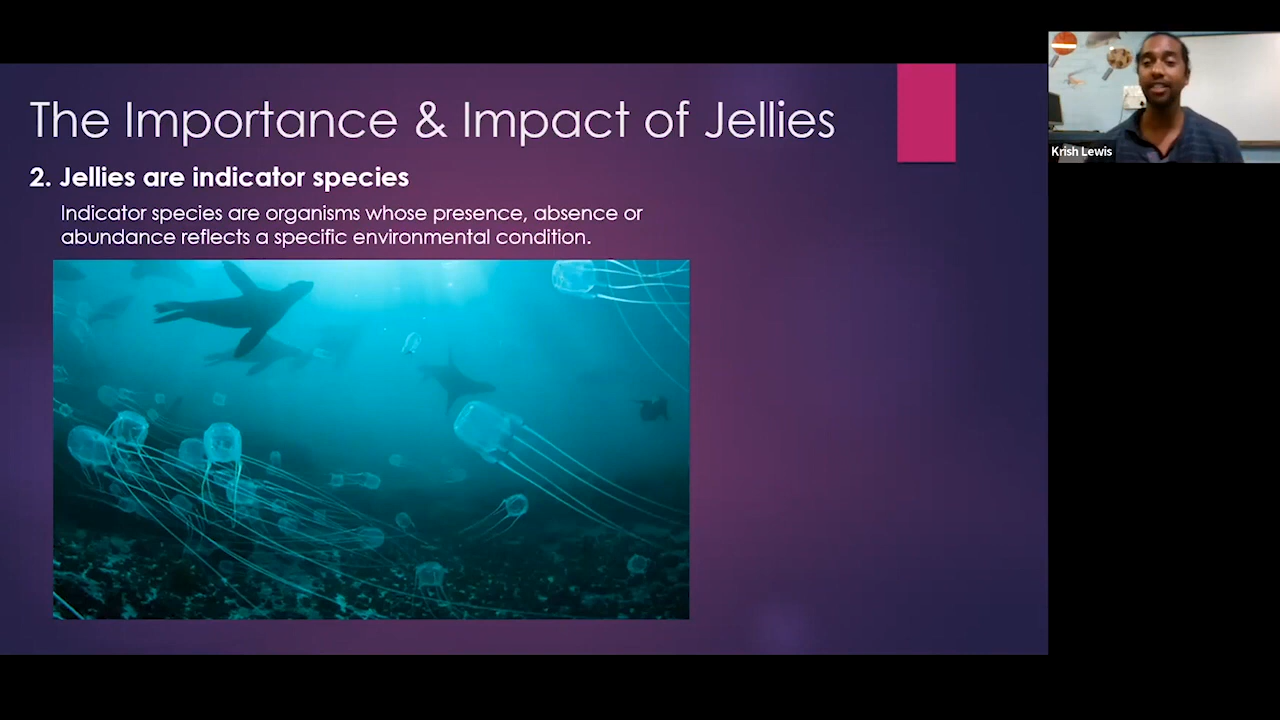 The Importance & Impact of Jellies
2. Jellies are indicator species
Indicator species are organisms whose presence, absence or
abundance reflects a specific environmental condition.
Krish Lewis